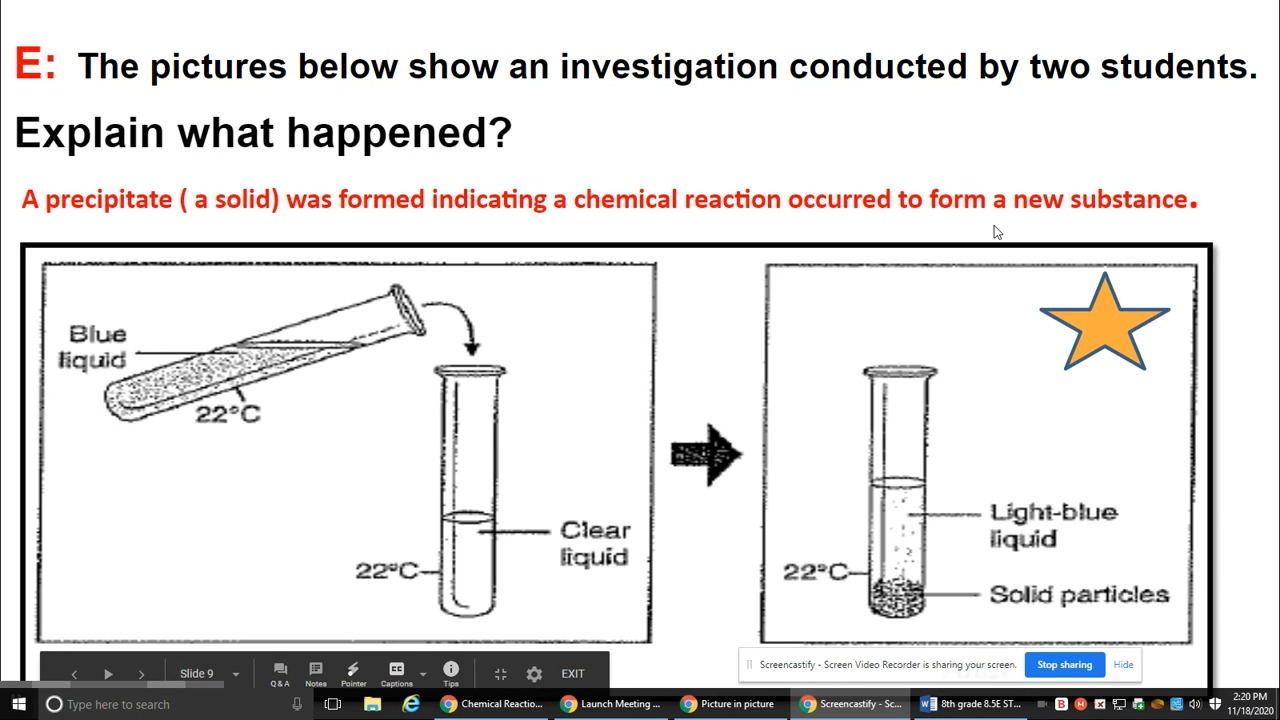 E: The pictures below show an investigation conducted by two students.
Explain what happened?
A precipitate ( a solid) was formed indicating a chemical reaction occurred to form a new substance.
Blue
liquid
22°C
Clear
liquid
22°C
Light-blue
liquid
22°C
Solid particles
Slide 9
Q & A
Notes
Pointer
Captions
Tips
EXIT
Screencastify - Screen Video Recorder is sharing your screen.
Stop sharing
Hide
Type here to search
Chemical Reactio...
Launch Meeting ...
Picture in picture
Screencastify - Sc...
8th grade 8.5E ST...
2:20 PM
11/18/2020